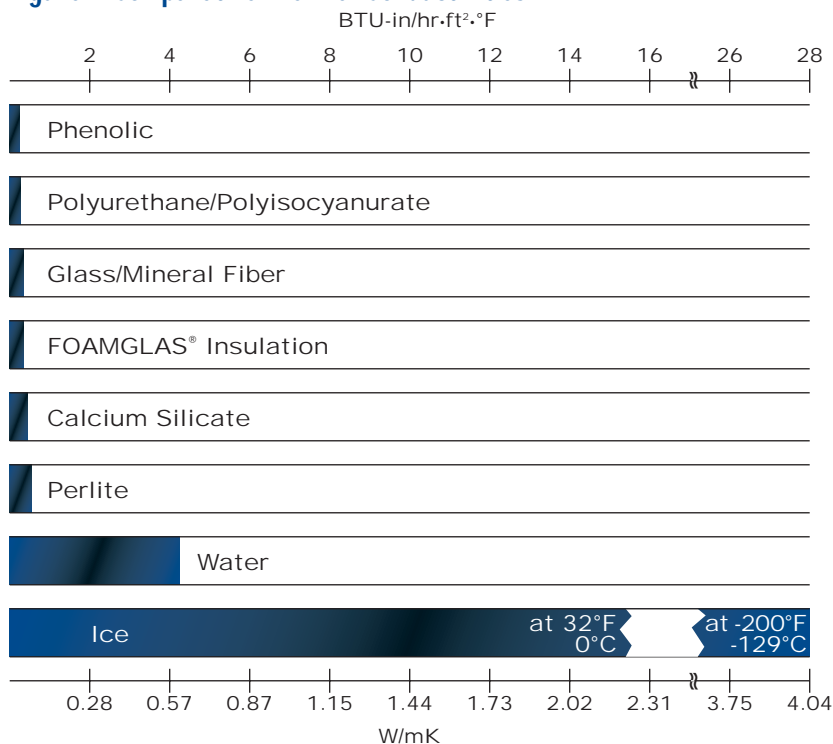 BTU-in/hr•ft²•°F
2 4 6 8 10 12 14 16 26 28
Phenolic
Polyurethane/Polyisocyanurate
Glass/Mineral Fiber
FOAMGLAS® Insulation
Calcium Silicate
Perlite
Water
Ice
at 32°F
0°C
at -200°F
-129°C
0.28 0.57 0.87 1.15 1.44 1.73 2.02 2.31 3.75 4.04
W/mK